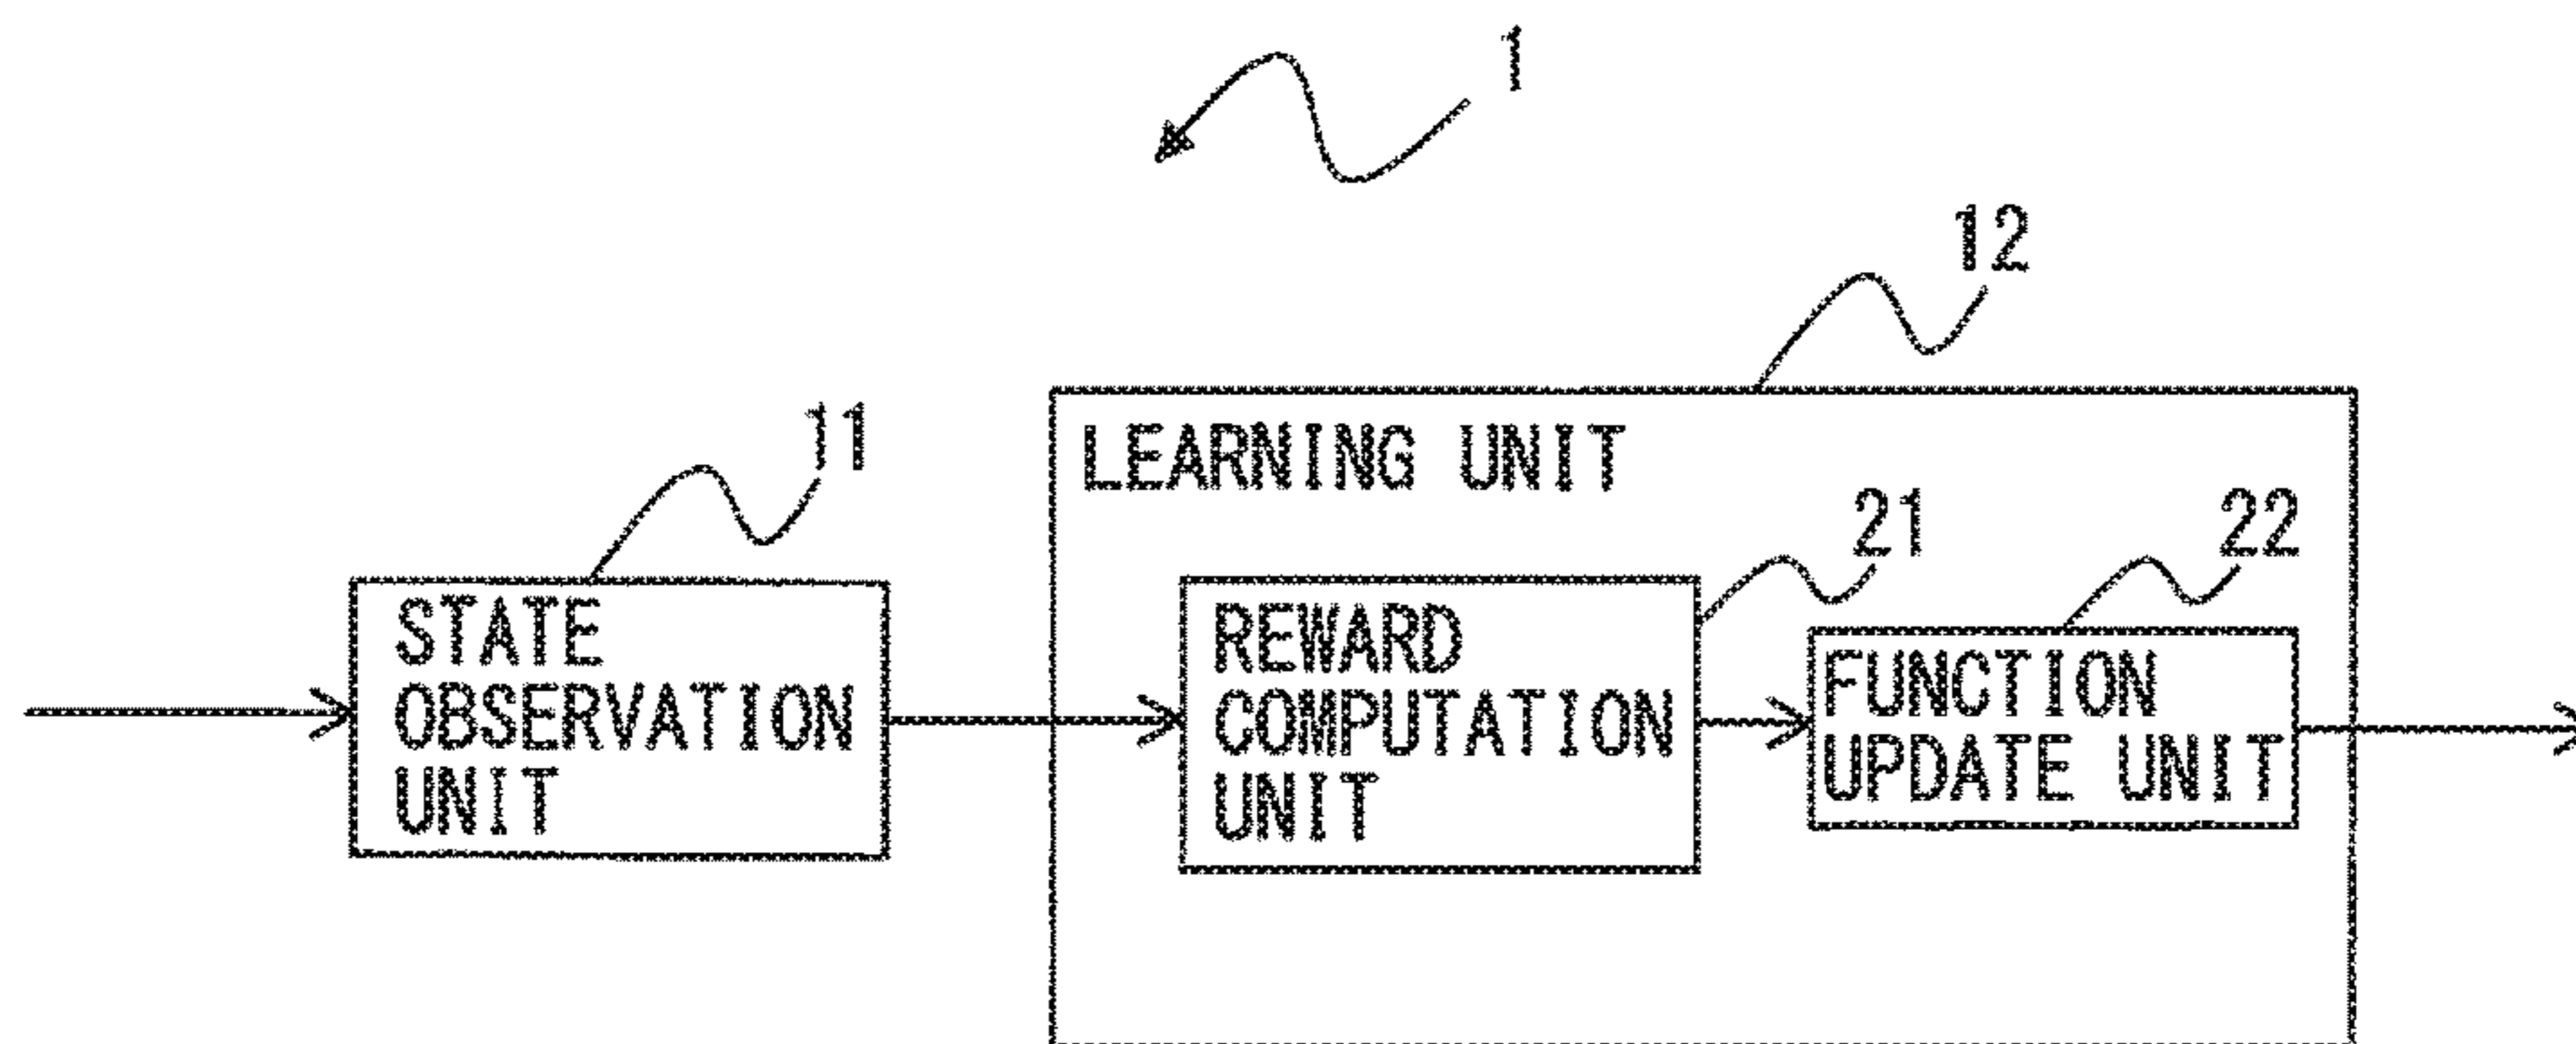 1
12
11
LEARNING UNIT
21
22
STATE
OBSERVATION
UNIT
REWARD
COMPUTATION
UNIT
FUNCTION
UPDATE UNIT